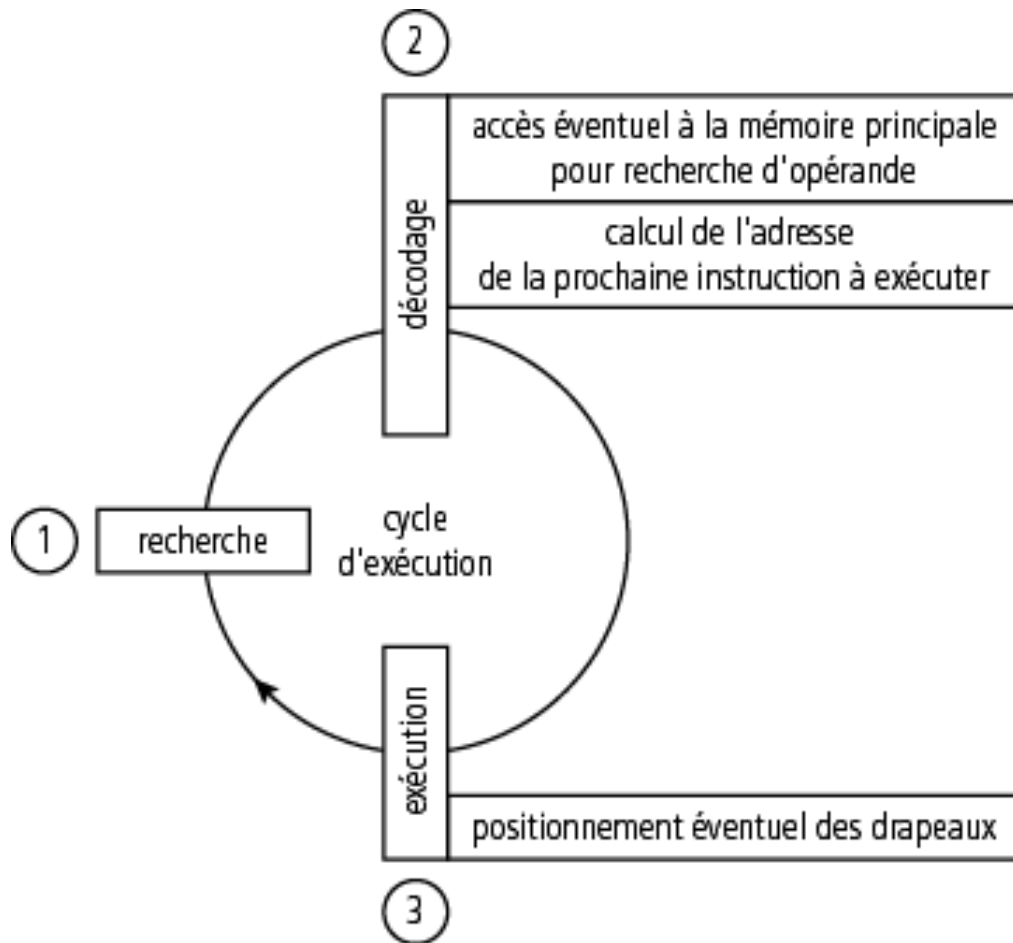 2
accès éventuel à la mémoire principale
pour recherche d'opérande
décodage
calcul de l'adresse
de la prochaine instruction à exécuter
1
recherche
cycle
d'exécution
exécution
positionnement éventuel des drapeaux
3